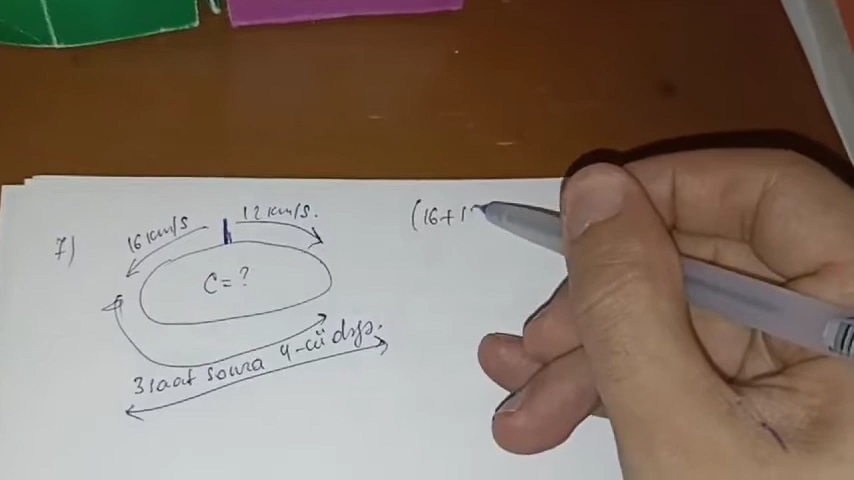 7)
16 km/s
12 km/s.
(16+1
C = ?
3 saat sonra 4-cü dəfə.